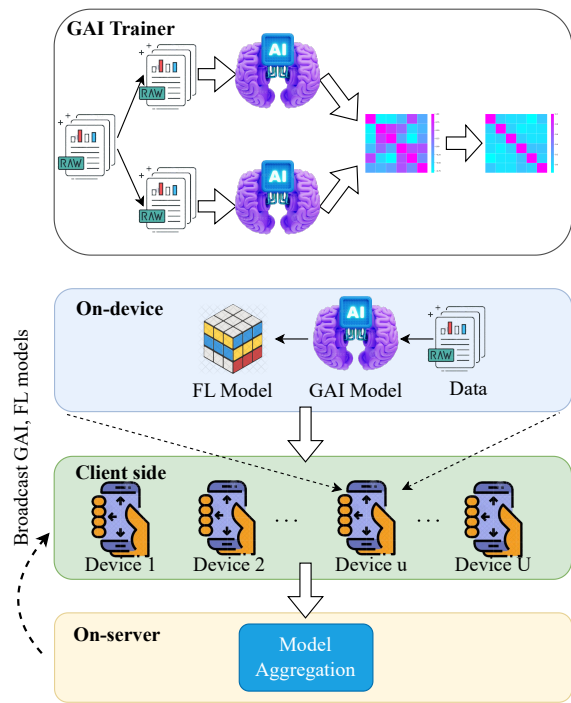 GAI Trainer
RAW
AI
RAW
RAW
AI
On-device
AI
RAW
FL Model
GAI Model
Data
Broadcast GAI, FL models
Client side
... ...
Device 1
Device 2
Device u
Device U
On-server
Model
Aggregation